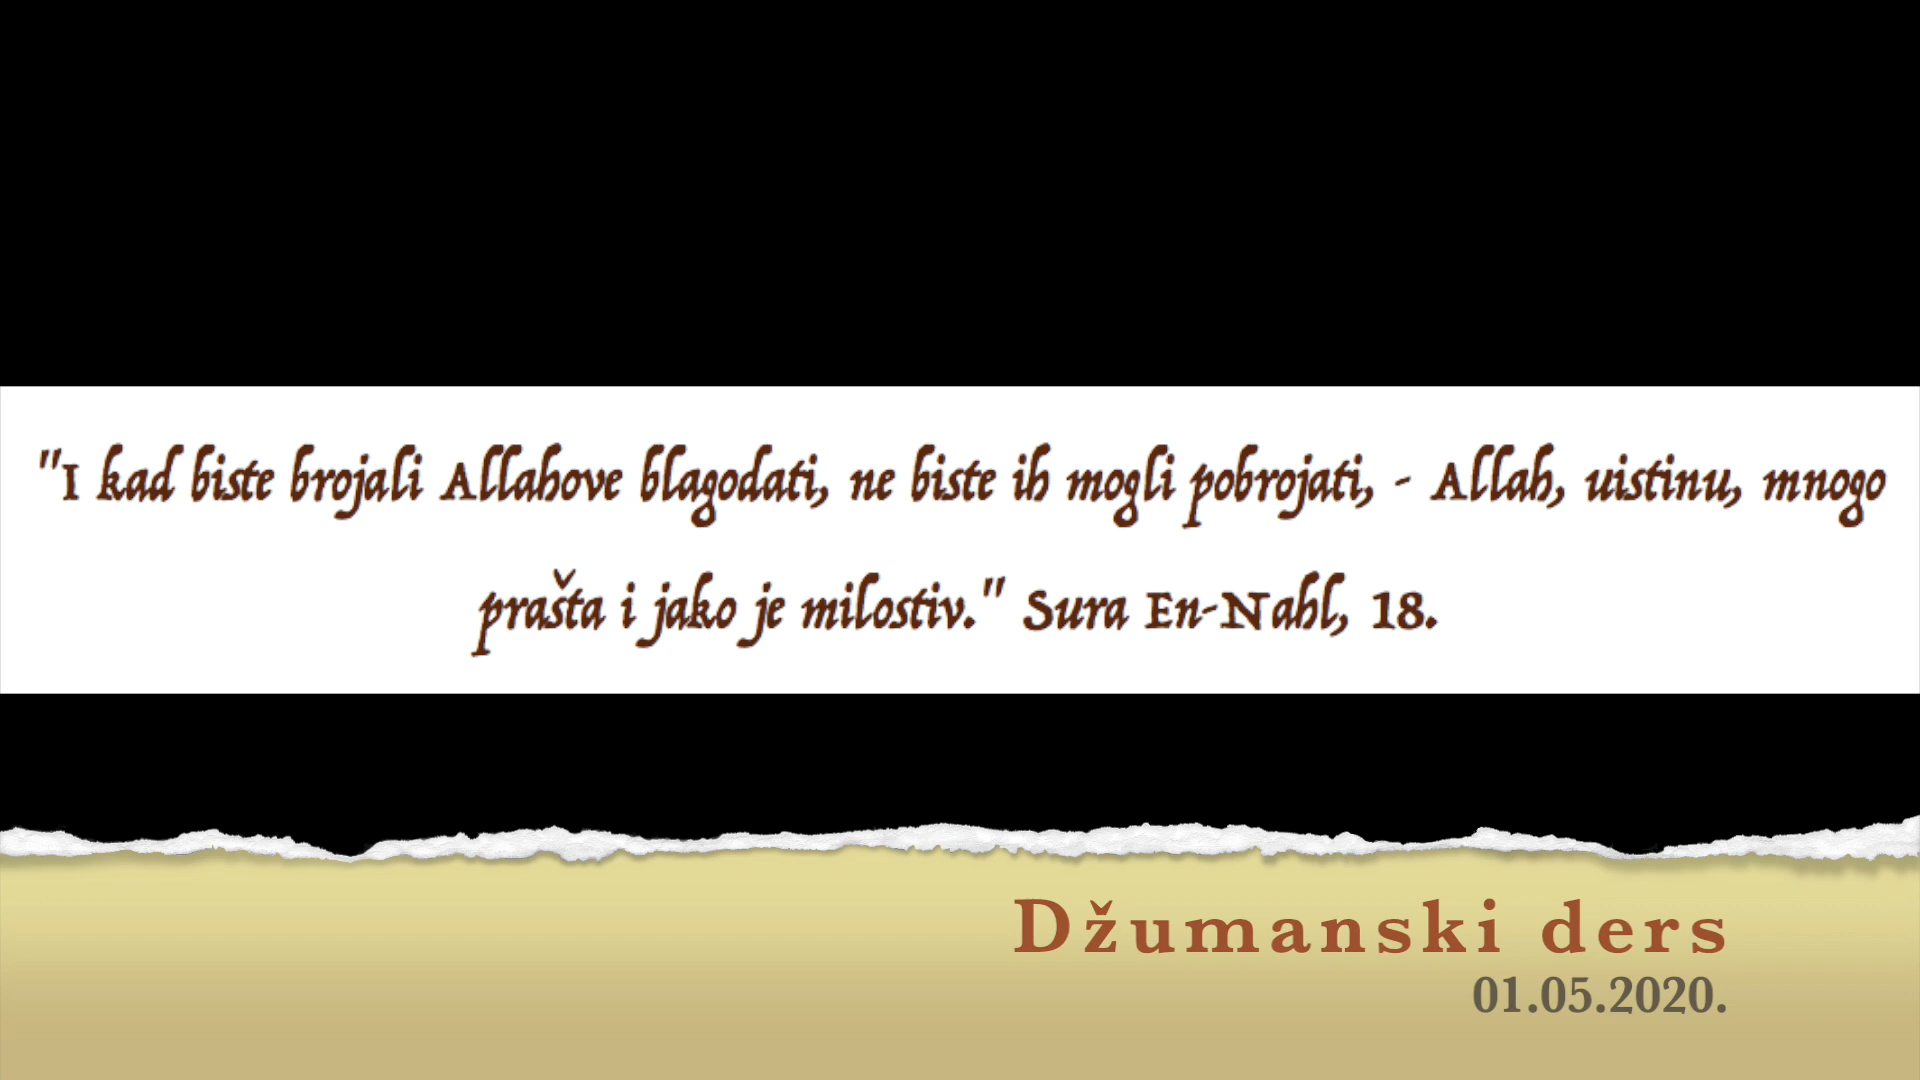 "I kad biste brojali Allahove blagodati, ne biste ih mogli pobrojati, - Allah, uistinu, mnogo
prašta i jako je milostiv." Sura En-Nahl, 18.
Džumanski ders
01.05.2020.